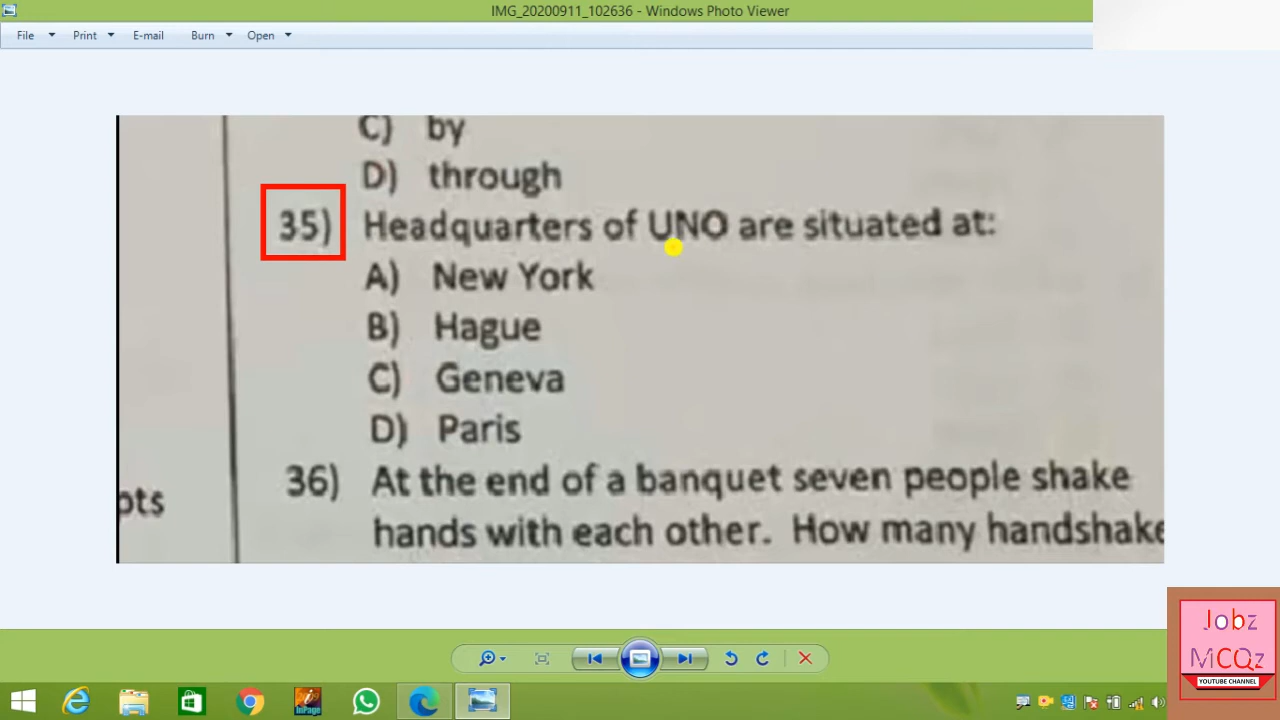 IMG_20200911_102636 - Windows Photo Viewer
File Print E-mail Burn Open
C) by
D) through
35) Headquarters of UNO are situated at:
A) New York
B) Hague
C) Geneva
D) Paris
36) At the end of a banquet seven people shake
pts
hands with each other. How many handshake
Jobz
MCQz
YOUTUBE CHANNEL
InPage